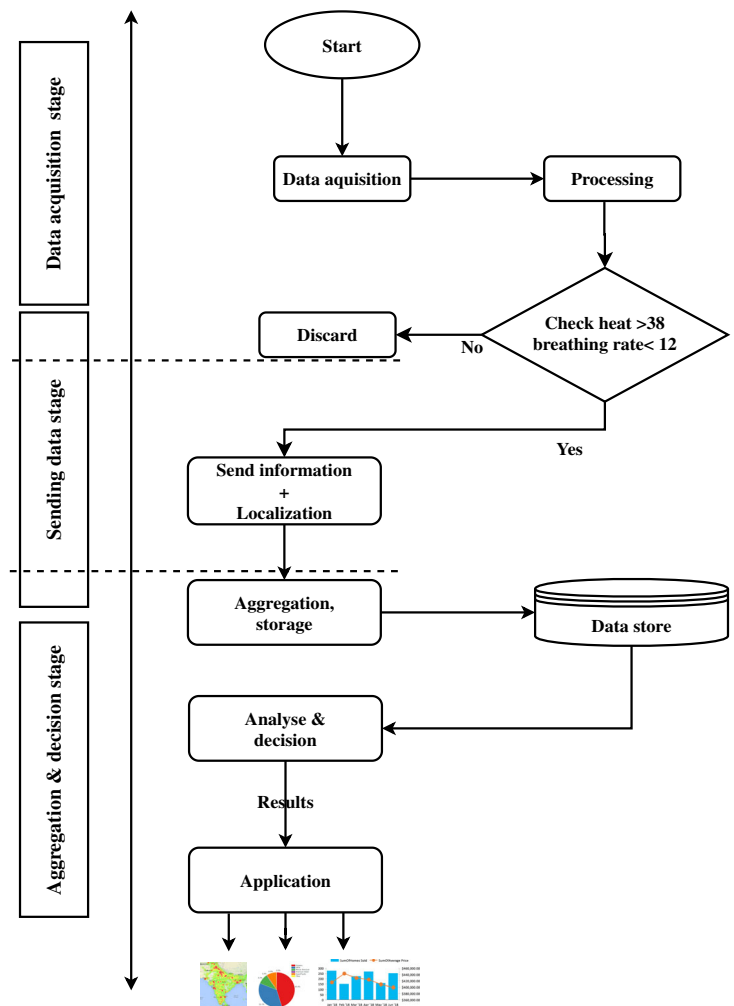 Start
Data acquisition stage
Data aquisition
Processing
Check heat >38
breathing rate< 12
Discard
No
Yes
Sending data stage
Send information
+
Localization
Aggregation,
storage
Data store
Aggregation & decision stage
Analyse &
decision
Results
Application